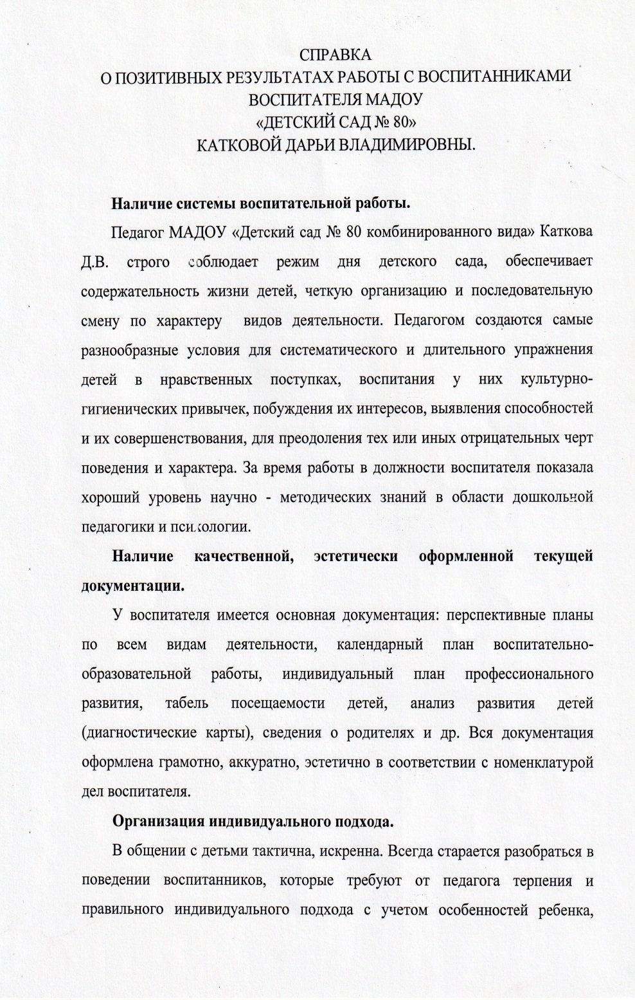 СПРАВКА
О ПОЗИТИВНЫХ РЕЗУЛЬТАТАХ РАБОТЫ С ВОСПИТАННИКАМИ
ВОСПИТАТЕЛЯ МАДОУ
«ДЕТСКИЙ САД № 80»
КАТКОВОЙ ДАРЬИ ВЛАДИМИРОВНЫ.
Наличие системы воспитательной работы.
Педагог МАДОУ «Детский сад № 80 комбинированного вида» Каткова
Д.В. строго соблюдает режим дня детского сада, обеспечивает
содержательность жизни детей, четкую организацию и последовательную
смену по характеру видов деятельности. Педагогом создаются самые
разнообразные условия для систематического и длительного упражнения
детей в нравственных поступках, воспитания у них культурно-
гигиенических привычек, побуждения их интересов, выявления способностей
и их совершенствования, для преодоления тех или иных отрицательных черт
поведения и характера. За время работы в должности воспитателя показала
хороший уровень научно - методических знаний в области дошкольной
педагогики и психологии.
Наличие качественной, эстетически оформленной текущей
документации.
У воспитателя имеется основная документация: перспективные планы
по всем видам деятельности, календарный план воспитательно-
образовательной работы, индивидуальный план профессионального
развития, табель посещаемости детей, анализ развития детей
(диагностические карты), сведения о родителях и др. Вся документация
оформлена грамотно, аккуратно, эстетично в соответствии с номенклатурой
дел воспитателя.
Организация индивидуального подхода.
В общении с детьми тактична, искренна. Всегда старается разобраться в
поведении воспитанников, которые требуют от педагога терпения и
правильного индивидуального подхода с учетом особенностей ребенка,